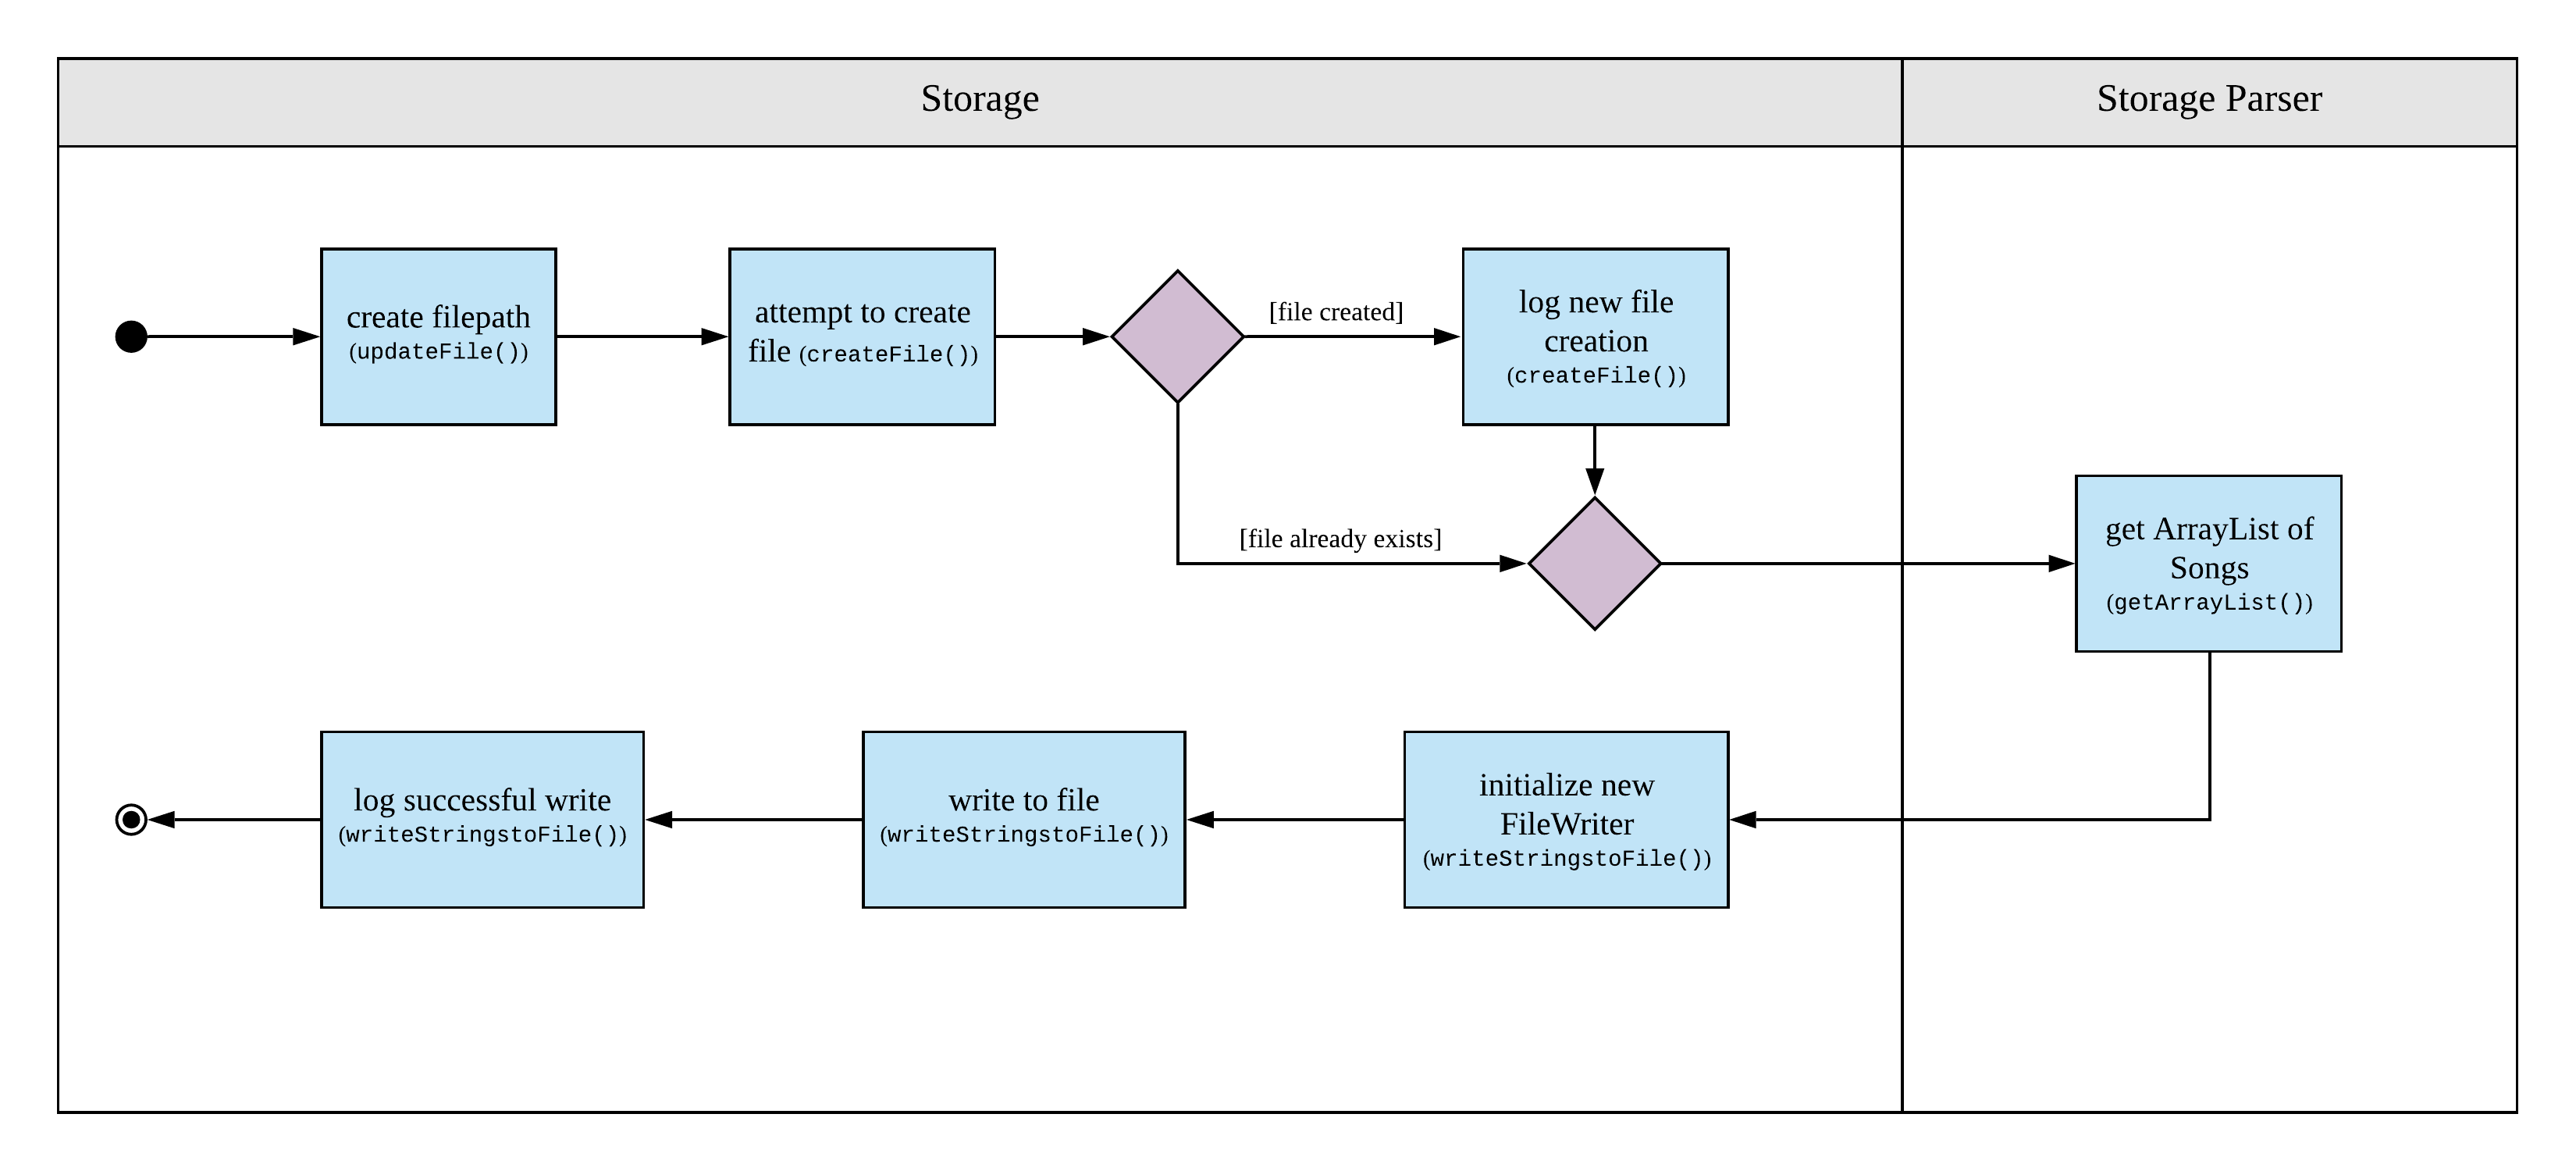 Storage
Storage Parser
create filepath
(updateFile())
attempt to create
file (createFile())
[file created]
log new file
creation
(createFile())
[file already exists]
get ArrayList of
Songs
(getArrayList())
log successful write
(writeStringstoFile())
write to file
(writeStringstoFile())
initialize new
FileWriter
(writeStringstoFile())